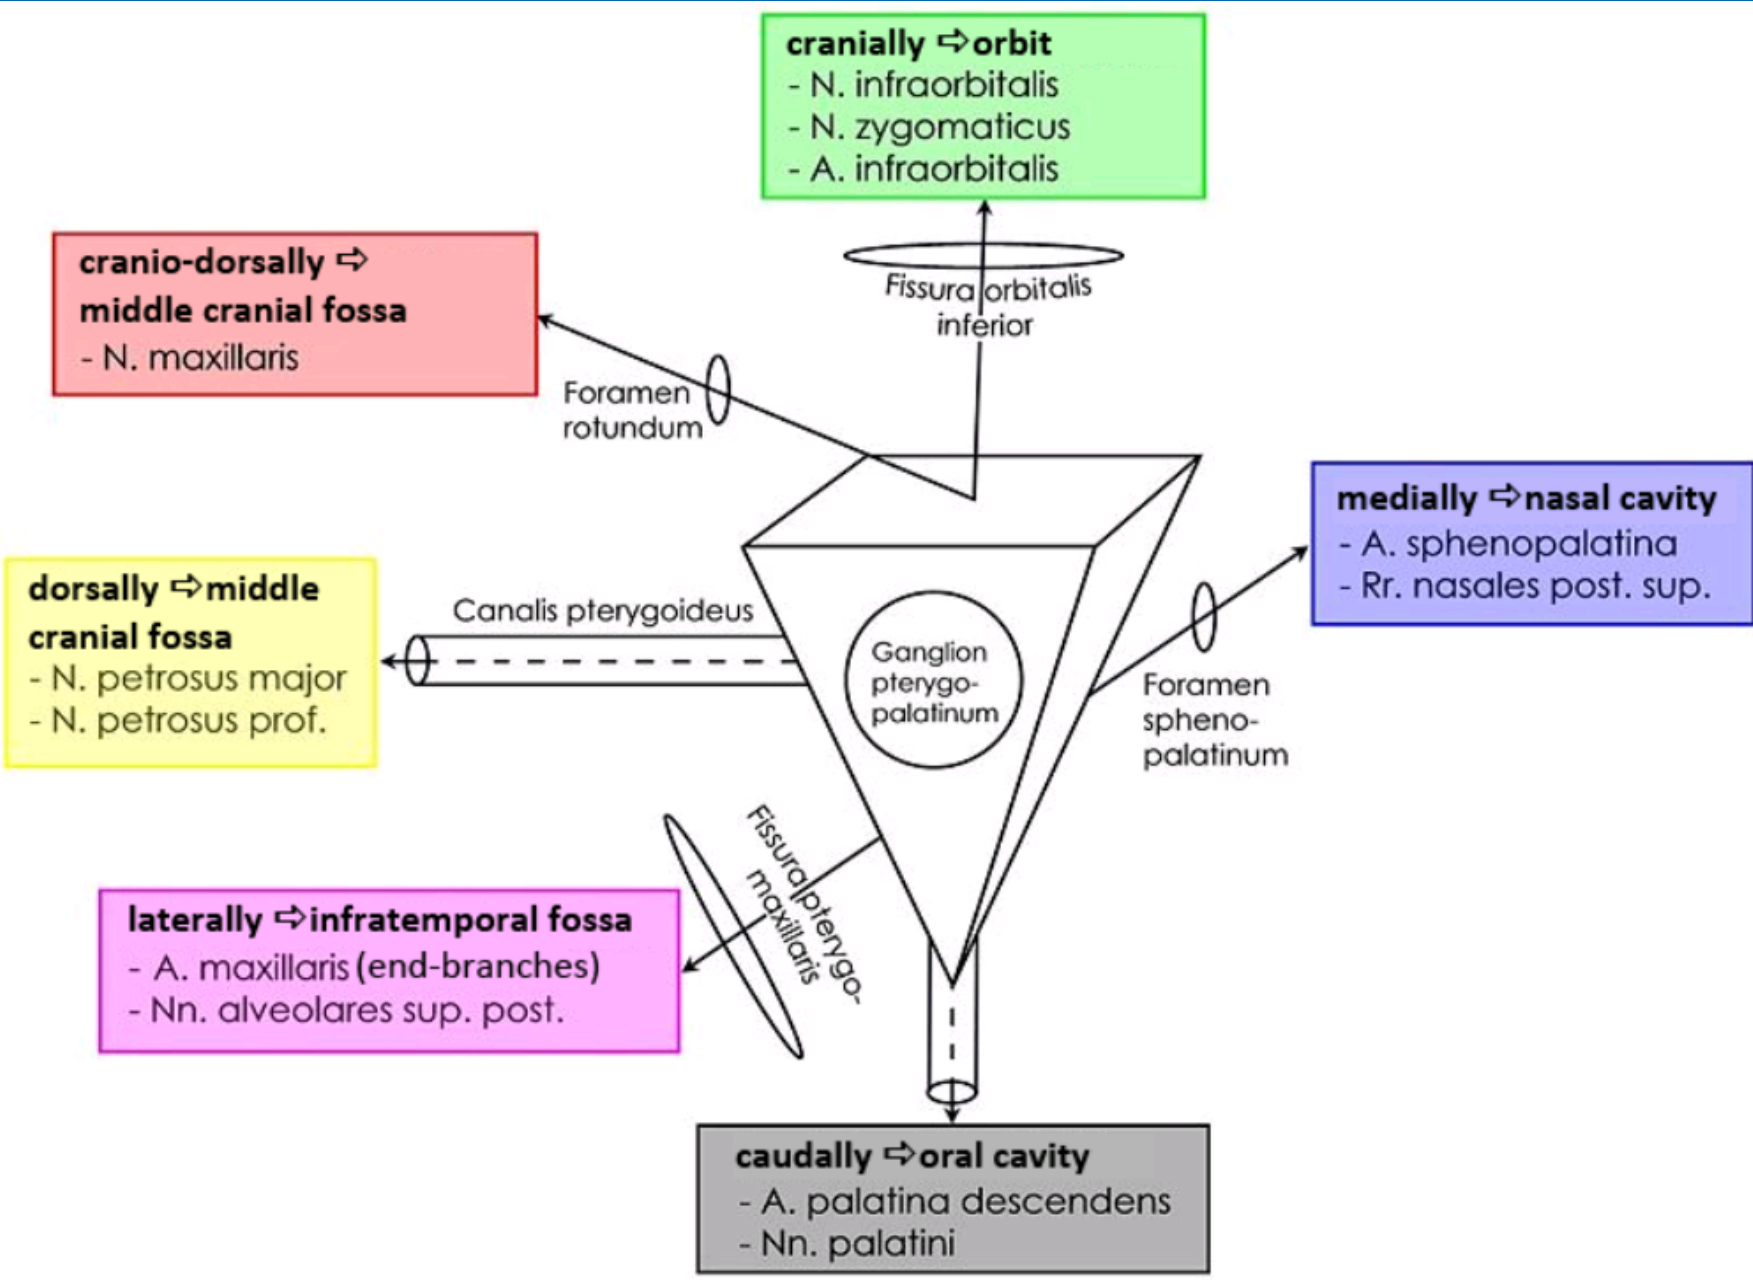 cranially ⇨orbit
- N. infraorbitalis
- N. zygomaticus
- A. infraorbitalis
cranio-dorsally ⇨
middle cranial fossa
- N. maxillaris
Fissura orbitalis
inferior
Foramen
rotundum
medially ⇨nasal cavity
- A. sphenopalatina
- Rr. nasales post. sup.
dorsally ⇨middle
cranial fossa
- N. petrosus major
- N. petrosus prof.
Canalis pterygoideus
Ganglion
pterygo-
palatinum
Foramen
spheno-
palatinum
Fissura pterygo-
maxillaris
laterally ⇨infratemporal fossa
- A. maxillaris (end-branches)
- Nn. alveolares sup. post.
caudally ⇨oral cavity
- A. palatina descendens
- Nn. palatini